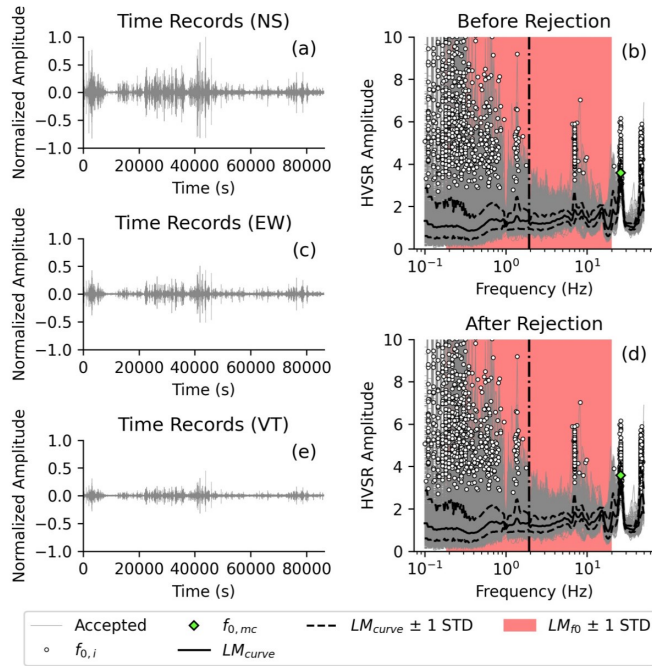 Time Records (NS)
(a)
Normalized Amplitude
1.0
0.5
0.0
−0.5
−1.0
0 20000 40000 60000 80000
Time (s)
Before Rejection
(b)
HVSR Amplitude
10
8
6
4
2
0
10⁻¹ 10⁰ 10¹
Frequency (Hz)
Time Records (EW)
(c)
Normalized Amplitude
1.0
0.5
0.0
−0.5
−1.0
0 20000 40000 60000 80000
Time (s)
After Rejection
(d)
HVSR Amplitude
10
8
6
4
2
0
10⁻¹ 10⁰ 10¹
Frequency (Hz)
Time Records (VT)
(e)
Normalized Amplitude
1.0
0.5
0.0
−0.5
−1.0
0 20000 40000 60000 80000
Time (s)
Accepted f0,mc LMcurve ± 1 STD LMf0 ± 1 STD
f0,i LMcurve